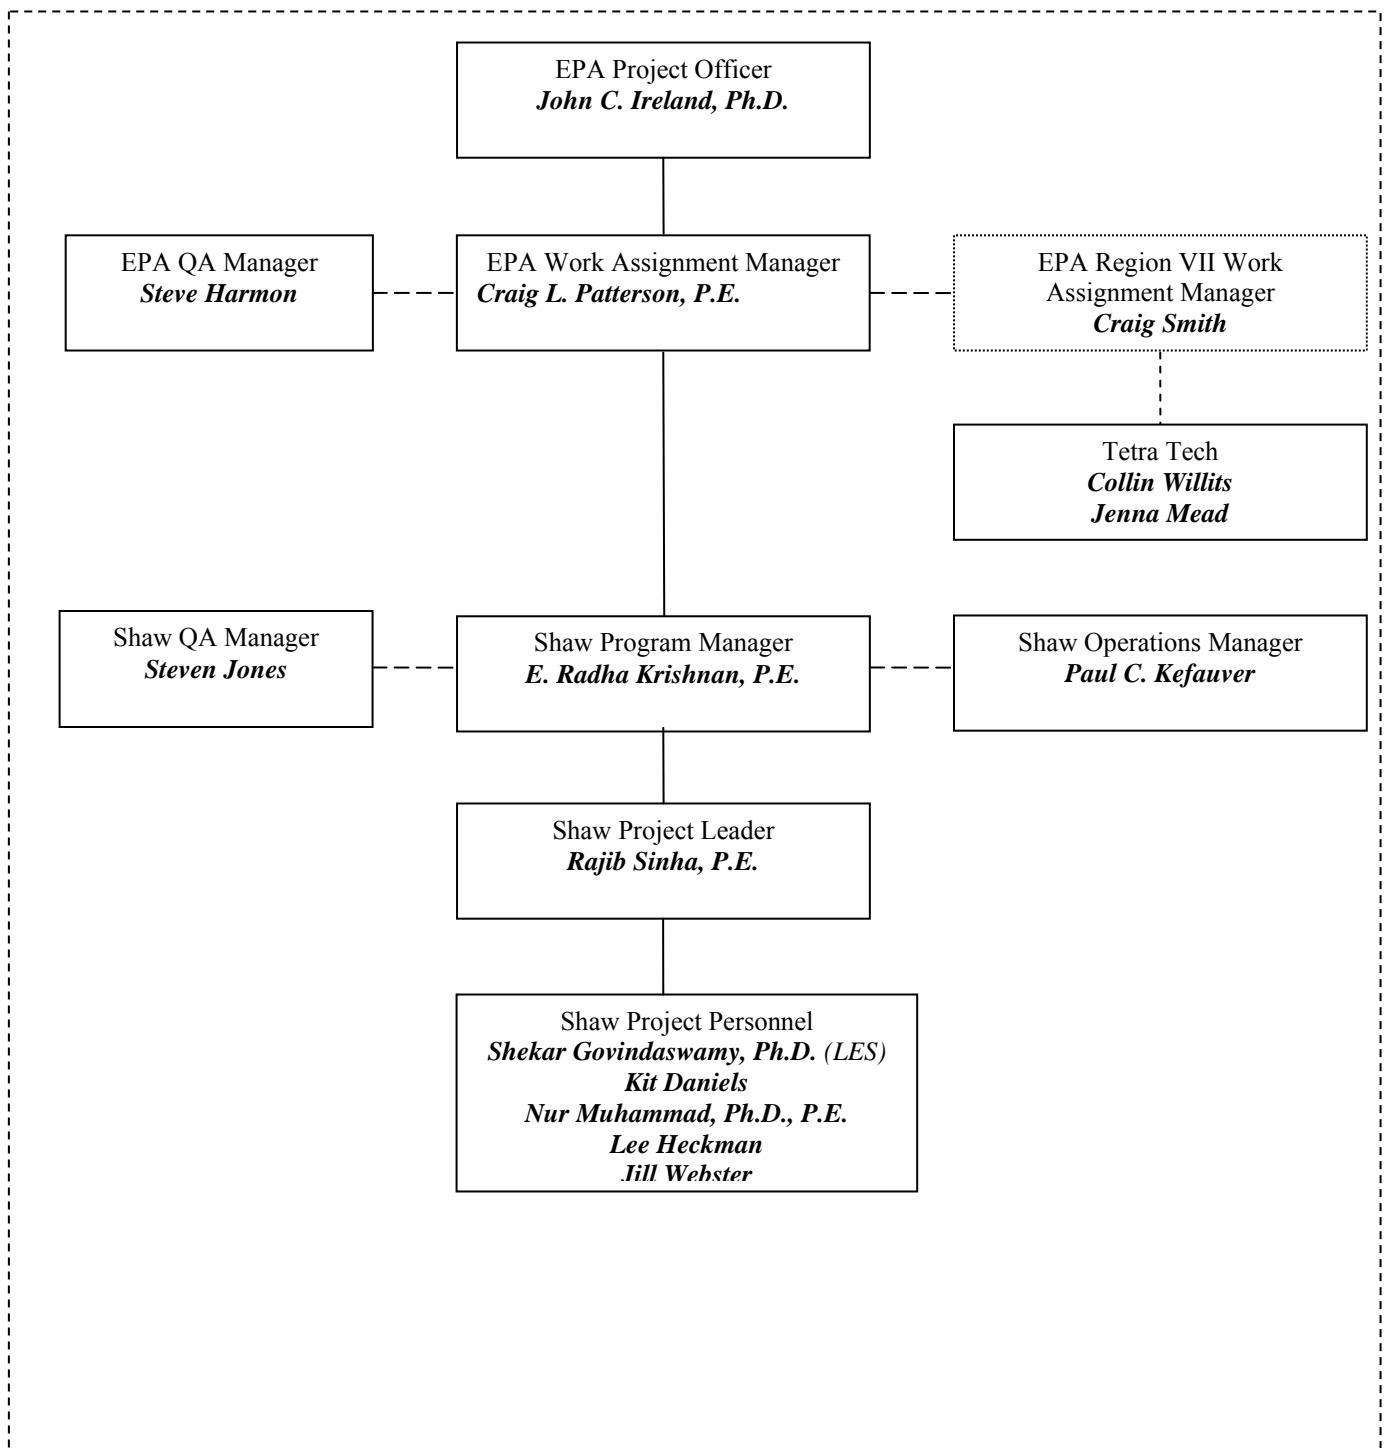 EPA Project Officer
John C. Ireland, Ph.D.
EPA QA Manager
Steve Harmon
EPA Work Assignment Manager
Craig L. Patterson, P.E.
EPA Region VII Work
Assignment Manager
Craig Smith
Tetra Tech
Collin Willits
Jenna Mead
Shaw QA Manager
Steven Jones
Shaw Program Manager
E. Radha Krishnan, P.E.
Shaw Operations Manager
Paul C. Kefauver
Shaw Project Leader
Rajib Sinha, P.E.
Shaw Project Personnel
Shekar Govindaswamy, Ph.D. (LES)
Kit Daniels
Nur Muhammad, Ph.D., P.E.
Lee Heckman
Jill Webster